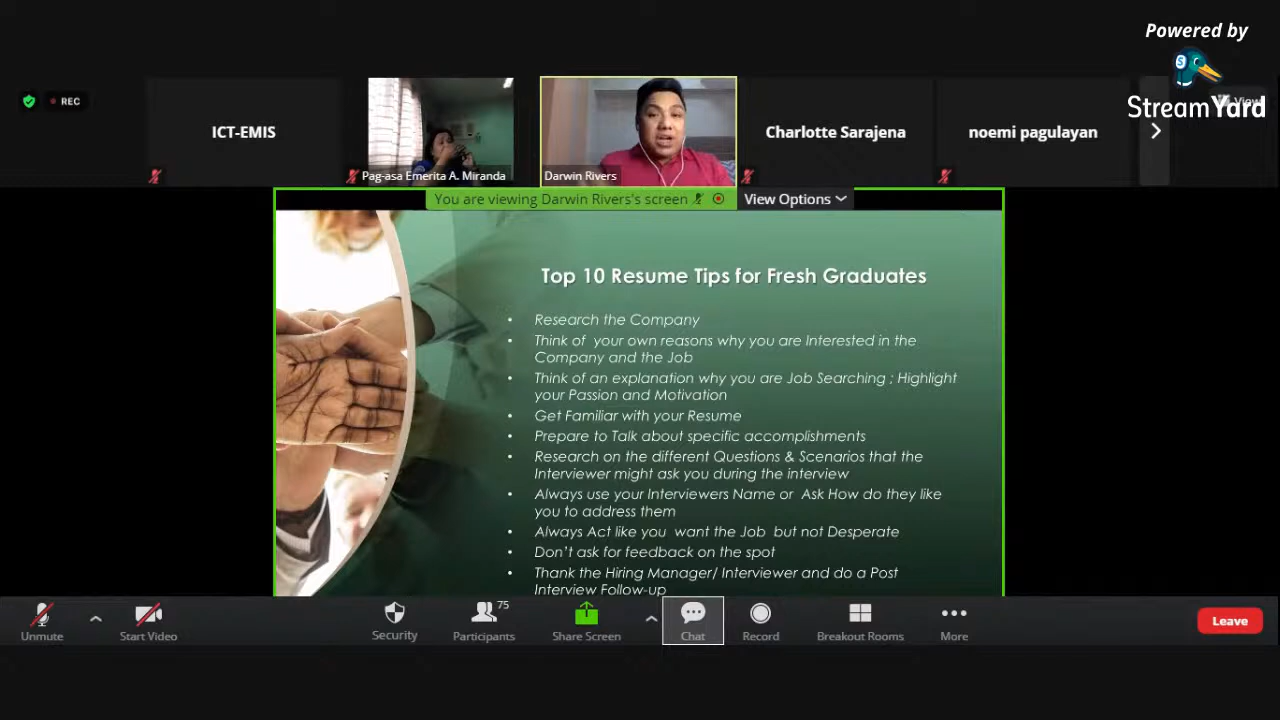 Powered by
StreamYard
REC
ICT-EMIS
Pag-asa Emerita A. Miranda
Darwin Rivers
Charlotte Sarajena
noemi pagulayan
View
You are viewing Darwin Rivers's screen
View Options
Top 10 Resume Tips for Fresh Graduates
• Research the Company
• Think of your own reasons why you are Interested in the
Company and the Job
• Think of an explanation why you are Job Searching ; Highlight
your Passion and Motivation
• Get Familiar with your Resume
• Prepare to Talk about specific accomplishments
• Research on the different Questions & Scenarios that the
Interviewer might ask you during the interview
• Always use your Interviewers Name or Ask How do they like
you to address them
• Always Act like you want the Job but not Desperate
• Don't ask for feedback on the spot
• Thank the Hiring Manager/ Interviewer and do a Post
Interview Follow-up
Unmute
Start Video
Security
75
Participants
Share Screen
Chat
Record
Breakout Rooms
More
Leave